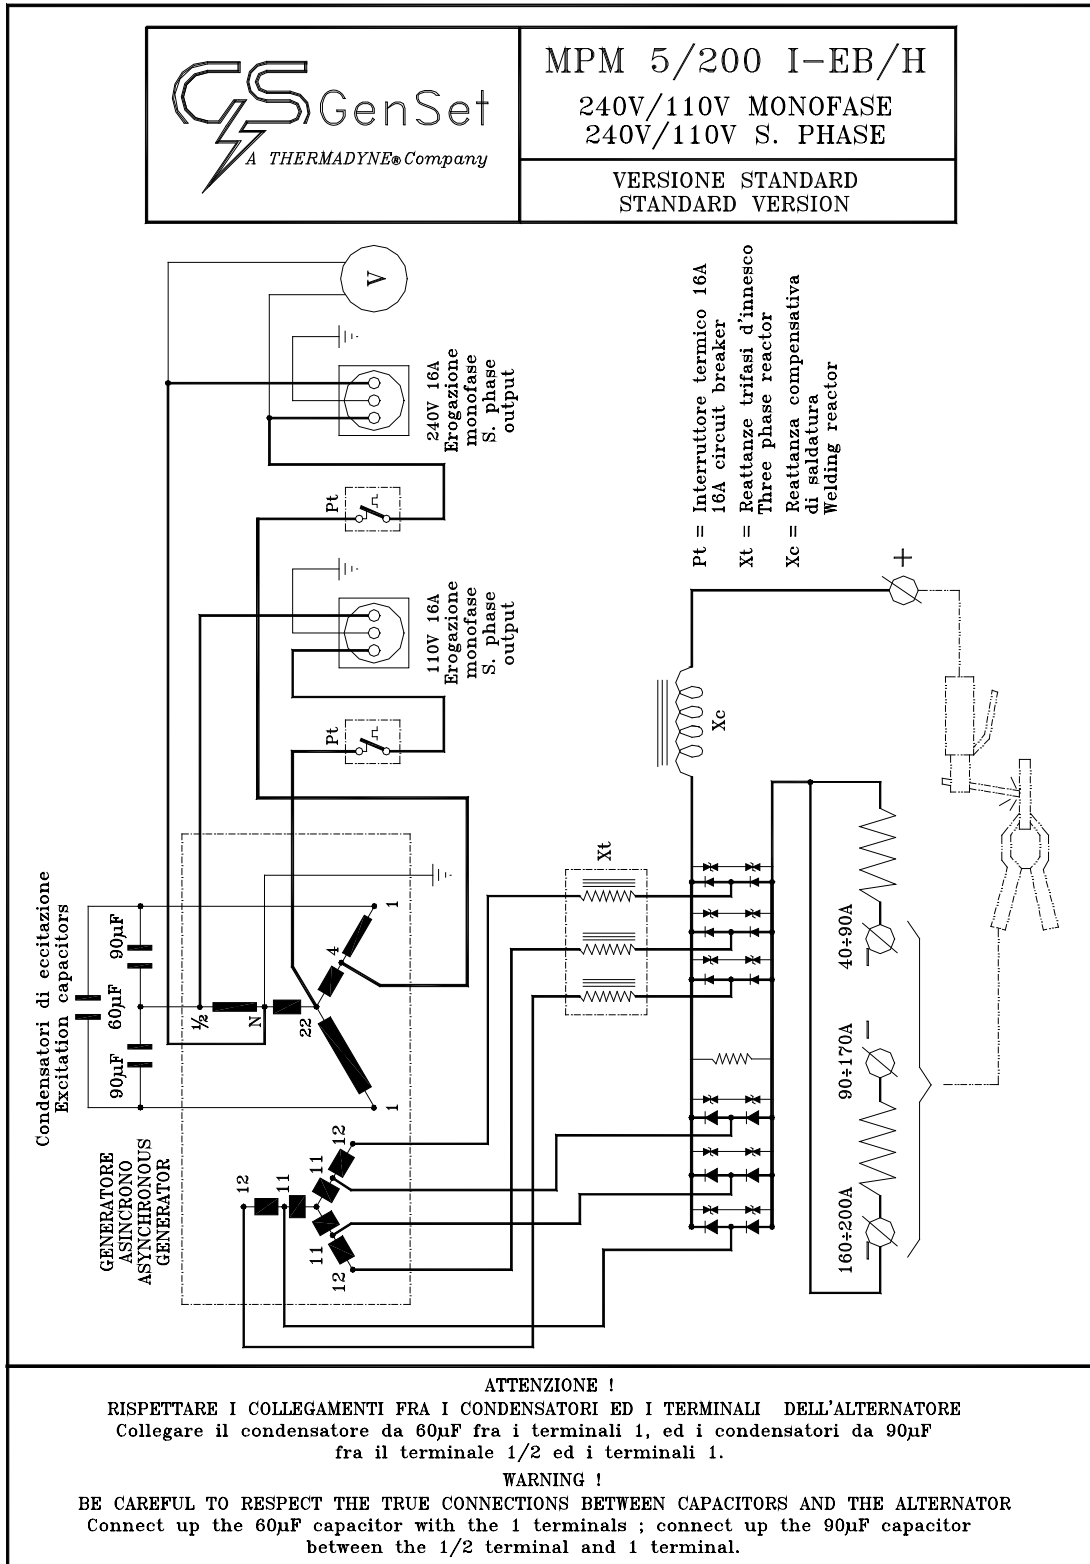 GS GenSet
A THERMADYNE® Company
MPM 5/200 I-EB/H
240V/110V MONOFASE
240V/110V S. PHASE
VERSIONE STANDARD
STANDARD VERSION
V
240V 16A
Erogazione
monofase
S. phase
output
Pt
110V 16A
Erogazione
monofase
S. phase
output
Pt
Pt = Interruttore termico 16A
16A circuit breaker
Xt = Reattanze trifasi d'innesco
Three phase reactor
Xc = Reattanza compensativa
di saldatura
Welding reactor
+
Xc
Xt
Condensatori di eccitazione
Excitation capacitors
90µF
60µF
90µF
1
4
½
N
22
1
GENERATORE
ASINCRONO
ASYNCHRONOUS
GENERATOR
12
11
11
12
11
12
40÷90A
90÷170A
160÷200A
ATTENZIONE !
RISPETTARE I COLLEGAMENTI FRA I CONDENSATORI ED I TERMINALI DELL'ALTERNATORE
Collegare il condensatore da 60µF fra i terminali 1, ed i condensatori da 90µF
fra il terminale 1/2 ed i terminali 1.
WARNING !
BE CAREFUL TO RESPECT THE TRUE CONNECTIONS BETWEEN CAPACITORS AND THE ALTERNATOR
Connect up the 60µF capacitor with the 1 terminals ; connect up the 90µF capacitor
between the 1/2 terminal and 1 terminal.